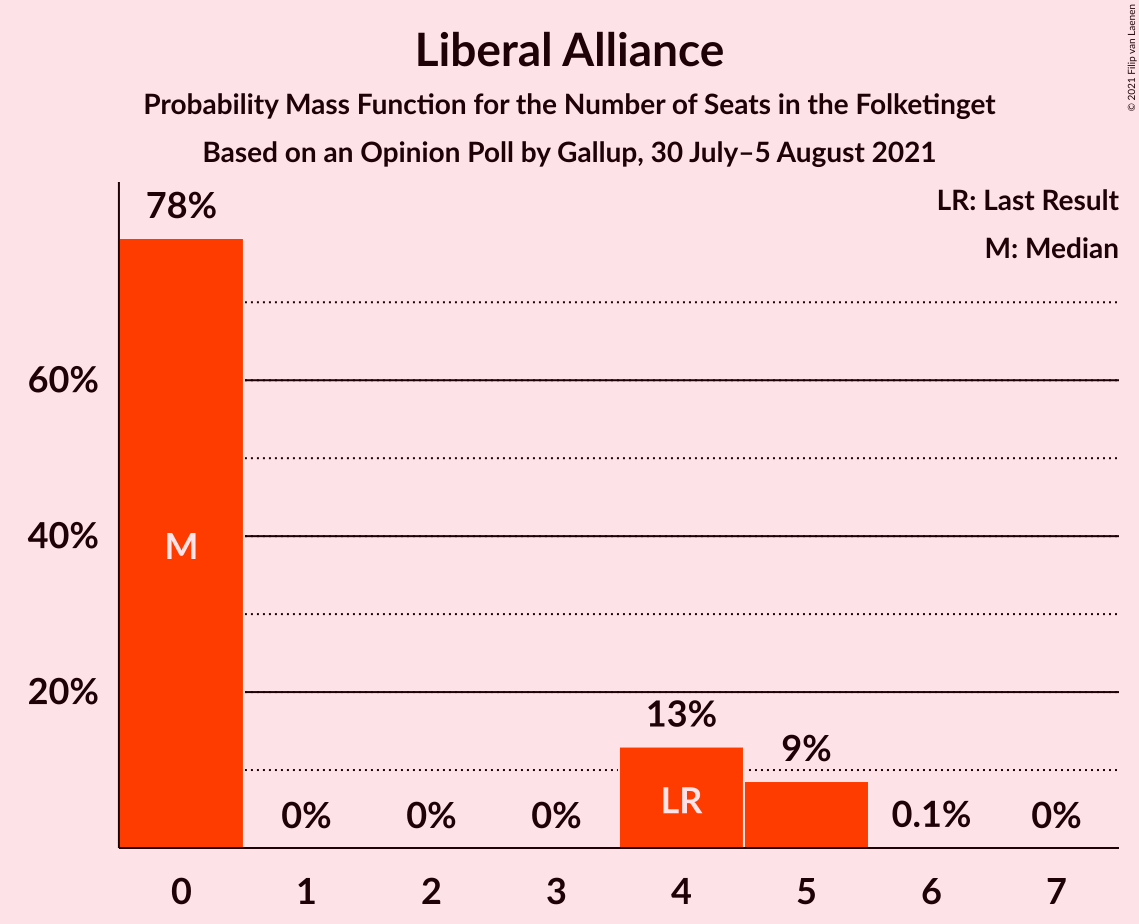 Liberal Alliance
Probability Mass Function for the Number of Seats in the Folketinget
Based on an Opinion Poll by Gallup, 30 July–5 August 2021
© 2021 Filip van Laenen
LR: Last Result
M: Median
78%
60%
40%
20%
M
0%
0%
0%
13%
LR
9%
0.1%
0%
0
1
2
3
4
5
6
7